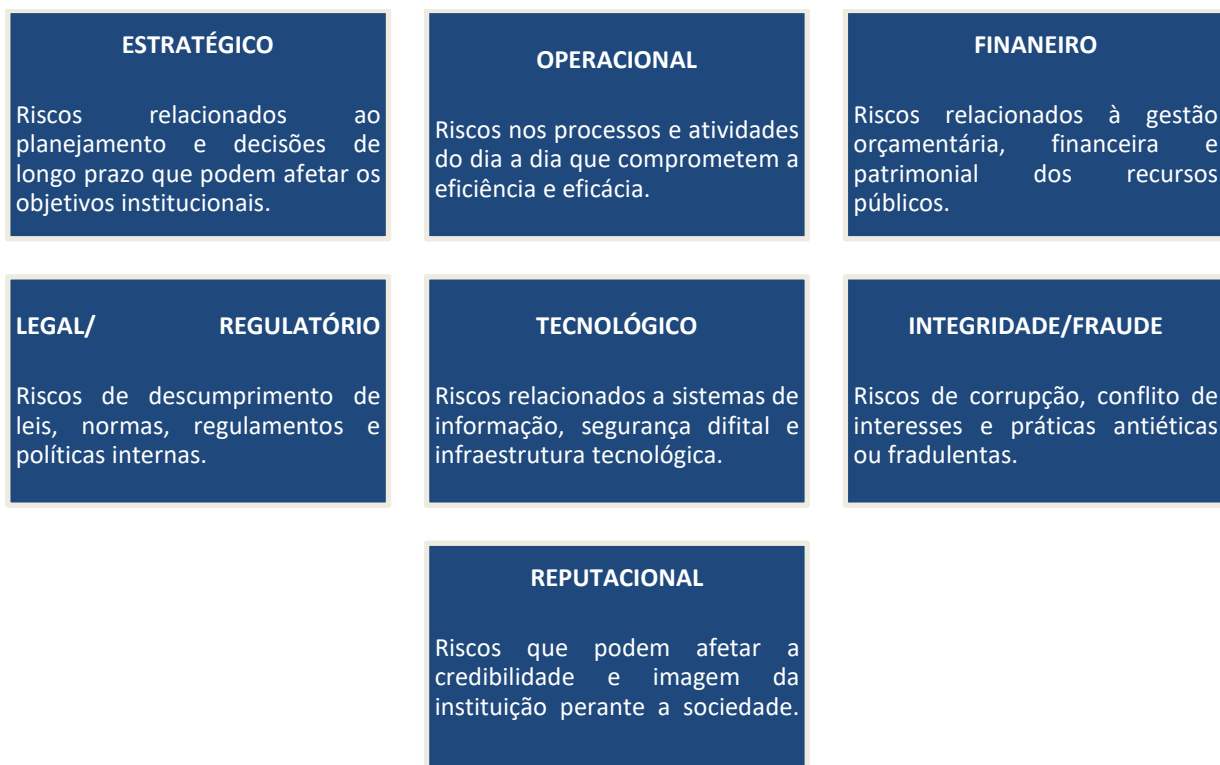 ESTRATÉGICO
Riscos relacionados ao
planejamento e decisões de
longo prazo que podem afetar os
objetivos institucionais.
OPERACIONAL
Riscos nos processos e atividades
do dia a dia que comprometem a
eficiência e eficácia.
FINANEIRO
Riscos relacionados à gestão
orçamentária, financeira e
patrimonial dos recursos
públicos.
LEGAL/ REGULATÓRIO
Riscos de descumprimento de
leis, normas, regulamentos e
políticas internas.
TECNOLÓGICO
Riscos relacionados a sistemas de
informação, segurança difital e
infraestrutura tecnológica.
INTEGRIDADE/FRAUDE
Riscos de corrupção, conflito de
interesses e práticas antiéticas
ou fradulentas.
REPUTACIONAL
Riscos que podem afetar a
credibilidade e imagem da
instituição perante a sociedade.